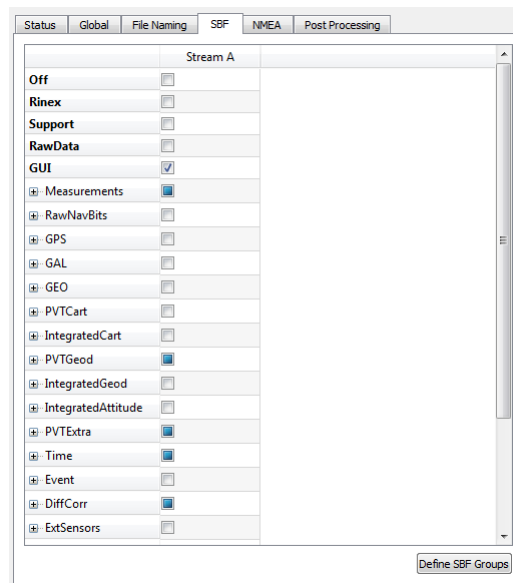 Status Global File Naming SBF NMEA Post Processing
Stream A
Off
Rinex
Support
RawData
GUI
Measurements
RawNavBits
GPS
GAL
GEO
PVTCart
IntegratedCart
PVTGeod
IntegratedGeod
IntegratedAttitude
PVTExtra
Time
Event
DiffCorr
ExtSensors
Define SBF Groups